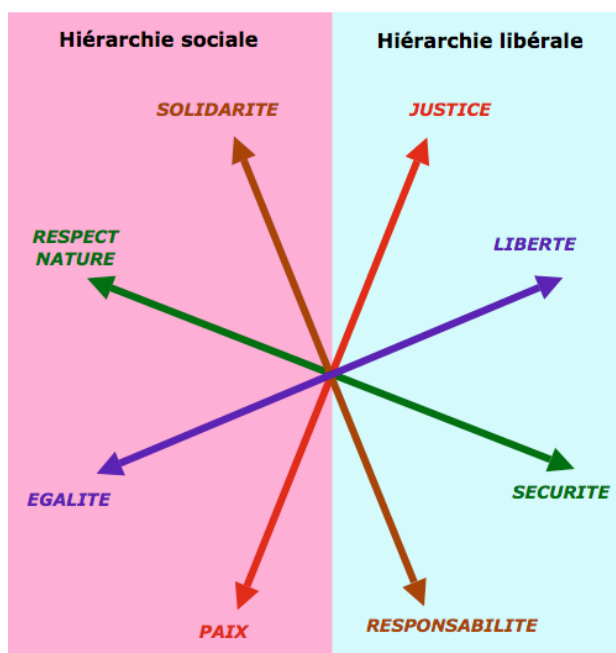 Hiérarchie sociale
Hiérarchie libérale
SOLIDARITE
JUSTICE
RESPECT
NATURE
LIBERTE
EGALITE
SECURITE
PAIX
RESPONSABILITE